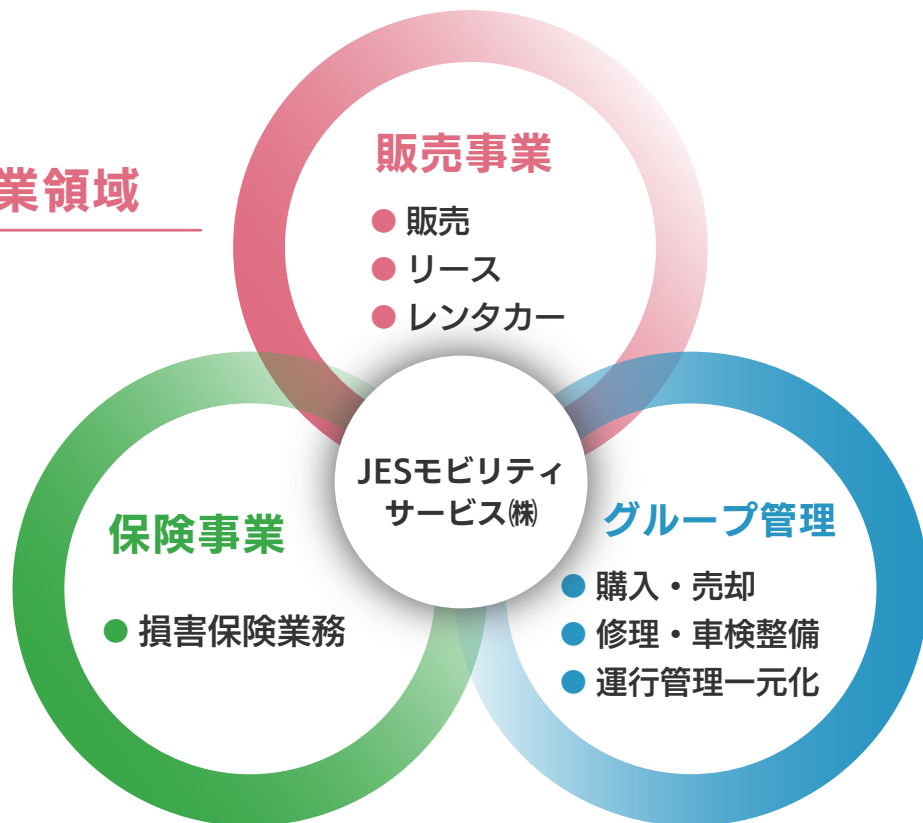 業領域
販売事業
● 販売
● リース
● レンタカー
JESモビリティ
サービス㈱
保険事業
● 損害保険業務
グループ管理
● 購入・売却
● 修理・車検整備
● 運行管理一元化